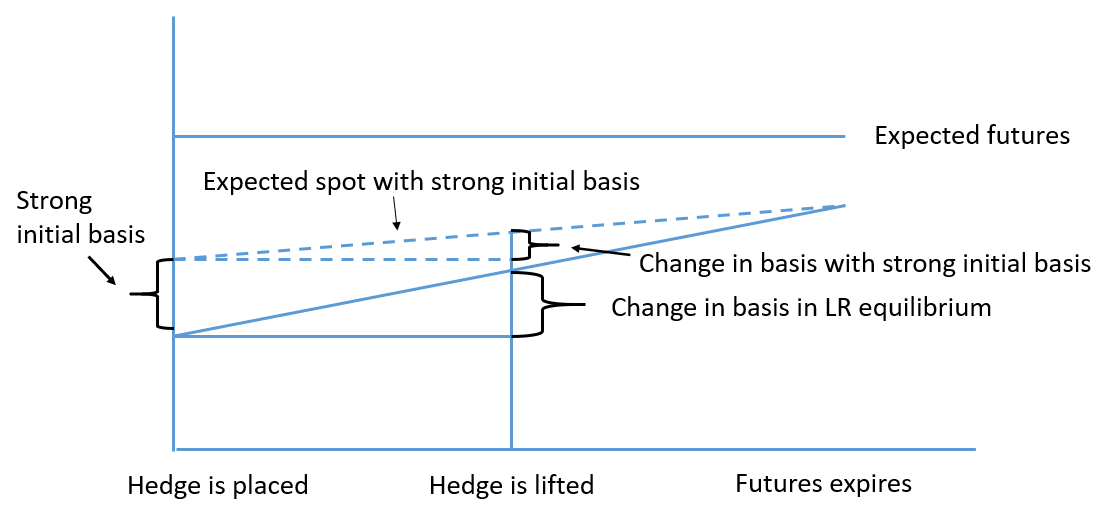 Expected futures
Expected spot with strong initial basis
Strong
initial basis
Change in basis with strong initial basis
Change in basis in LR equilibrium
Hedge is placed
Hedge is lifted
Futures expires